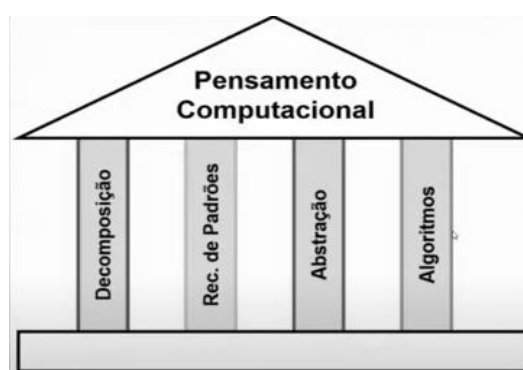 Pensamento
Computacional
Decomposição
Rec. de Padrões
Abstração
Algoritmos